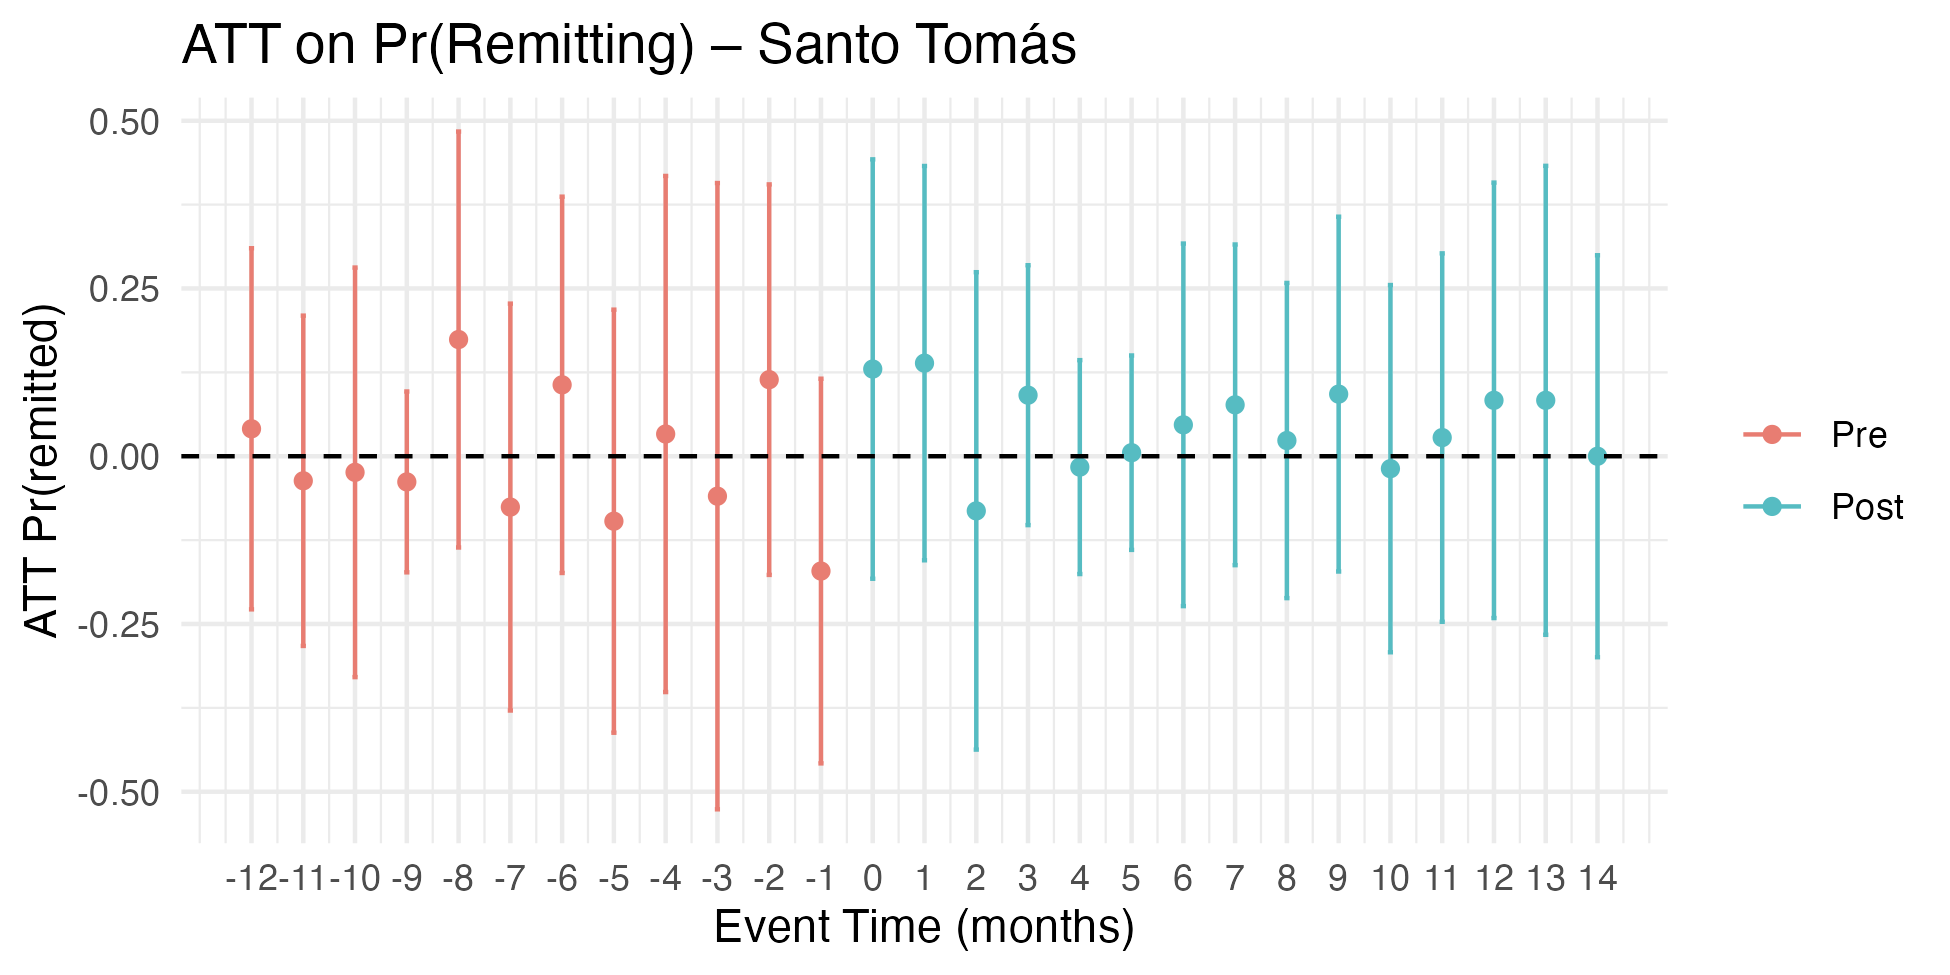 ATT on Pr(Remitting) – Santo Tomás
ATT Pr(remitted)
0.50
0.25
0.00
-0.25
-0.50
-12 -11 -10 -9 -8 -7 -6 -5 -4 -3 -2 -1 0 1 2 3 4 5 6 7 8 9 10 11 12 13 14
Event Time (months)
Pre
Post